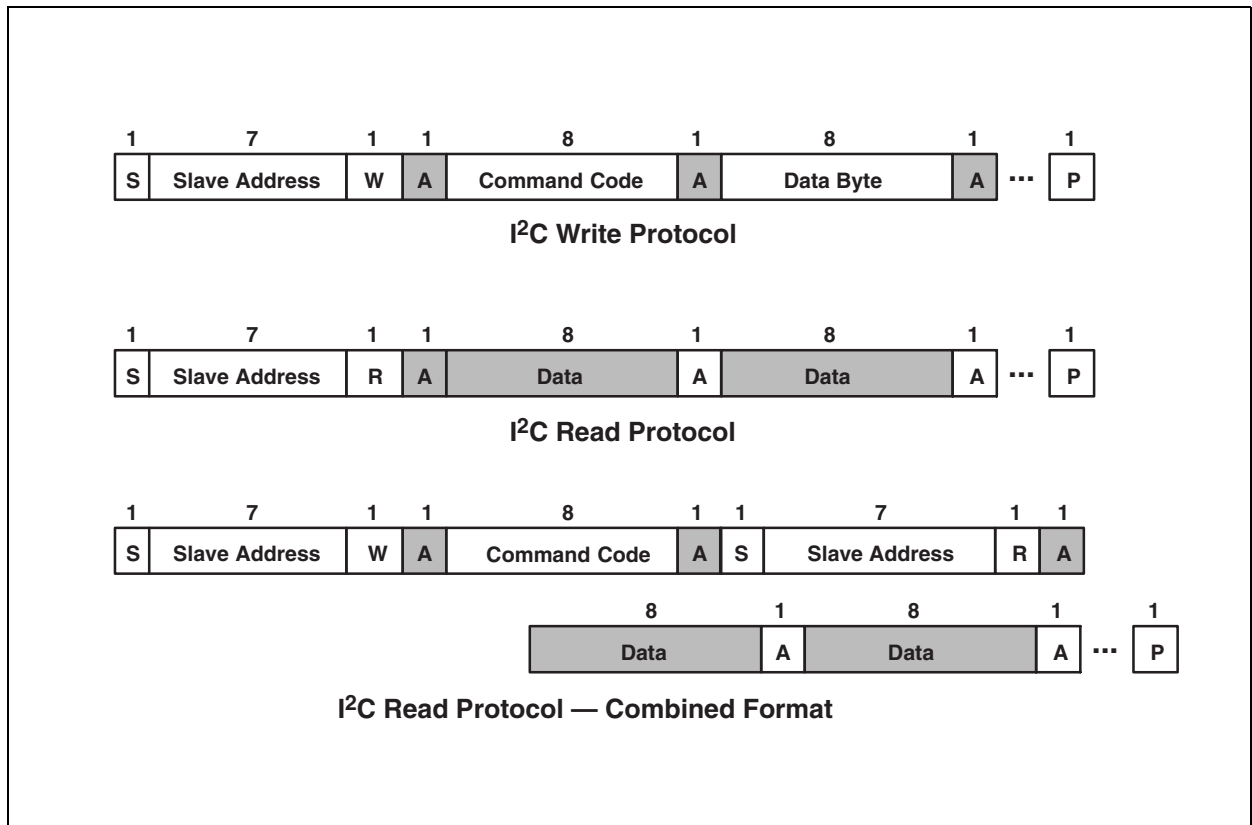 1 7 1 1 8 1 8 1 1
S Slave Address W A Command Code A Data Byte A ... P
I²C Write Protocol
1 7 1 1 8 1 8 1 1
S Slave Address R A Data A Data A ... P
I²C Read Protocol
1 7 1 1 8 1 1 7 1 1
S Slave Address W A Command Code A S Slave Address R A
8 1 8 1 1
Data A Data A ... P
I²C Read Protocol — Combined Format